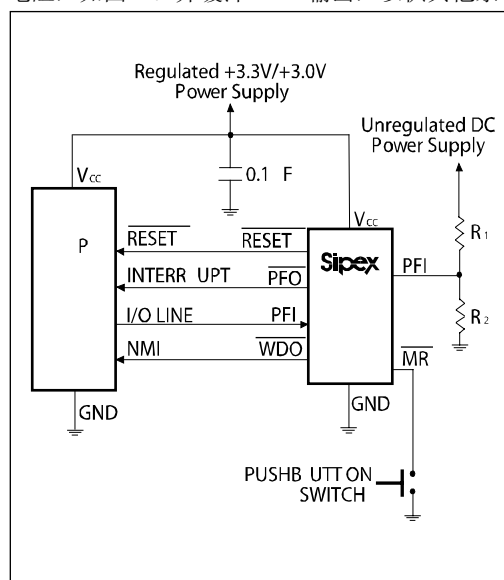 Regulated +3.3V/+3.0V
Power Supply
Unregulated DC
Power Supply
0.1 F
Vcc
Vcc
P
RESET
RESET
Sipex
R1
INTERR UPT
PFO
PFI
I/O LINE
PFI
R2
NMI
WDO
MR
GND
GND
PUSHB UTT ON
SWITCH